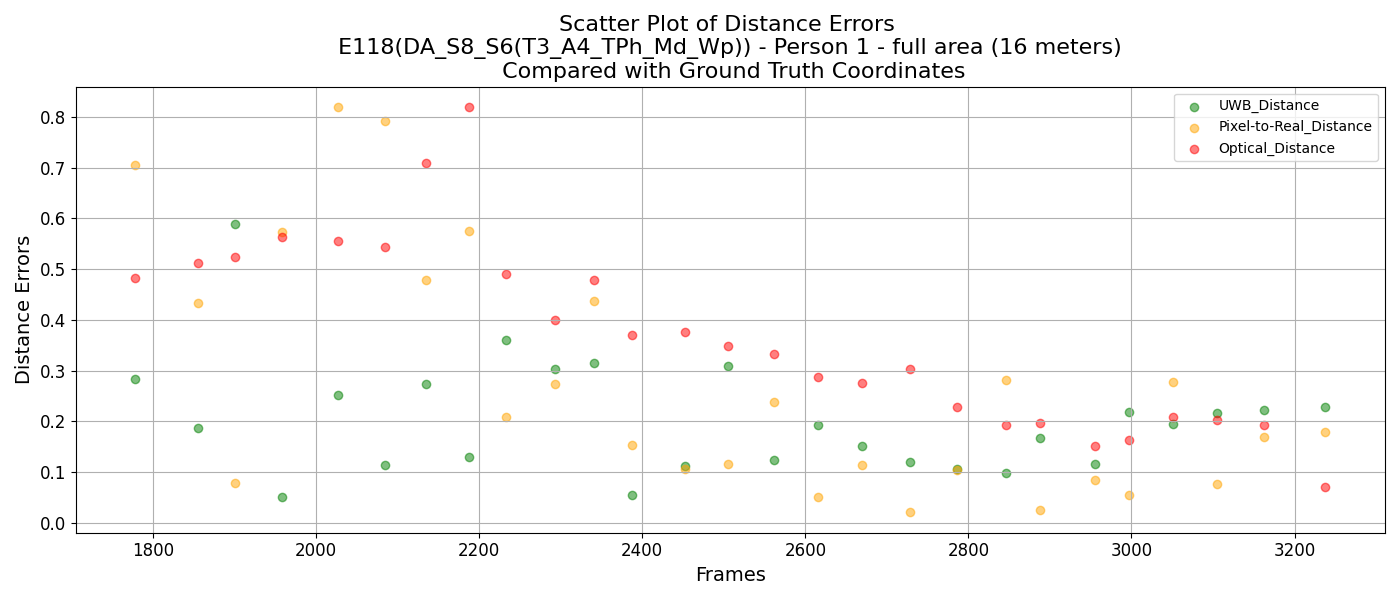 Scatter Plot of Distance Errors
E118(DA_S8_S6(T3_A4_TPh_Md_Wp)) - Person 1 - full area (16 meters)
Compared with Ground Truth Coordinates
UWB_Distance
Pixel-to-Real_Distance
Optical_Distance
Distance Errors
0.8
0.7
0.6
0.5
0.4
0.3
0.2
0.1
0.0
1800 2000 2200 2400 2600 2800 3000 3200
Frames